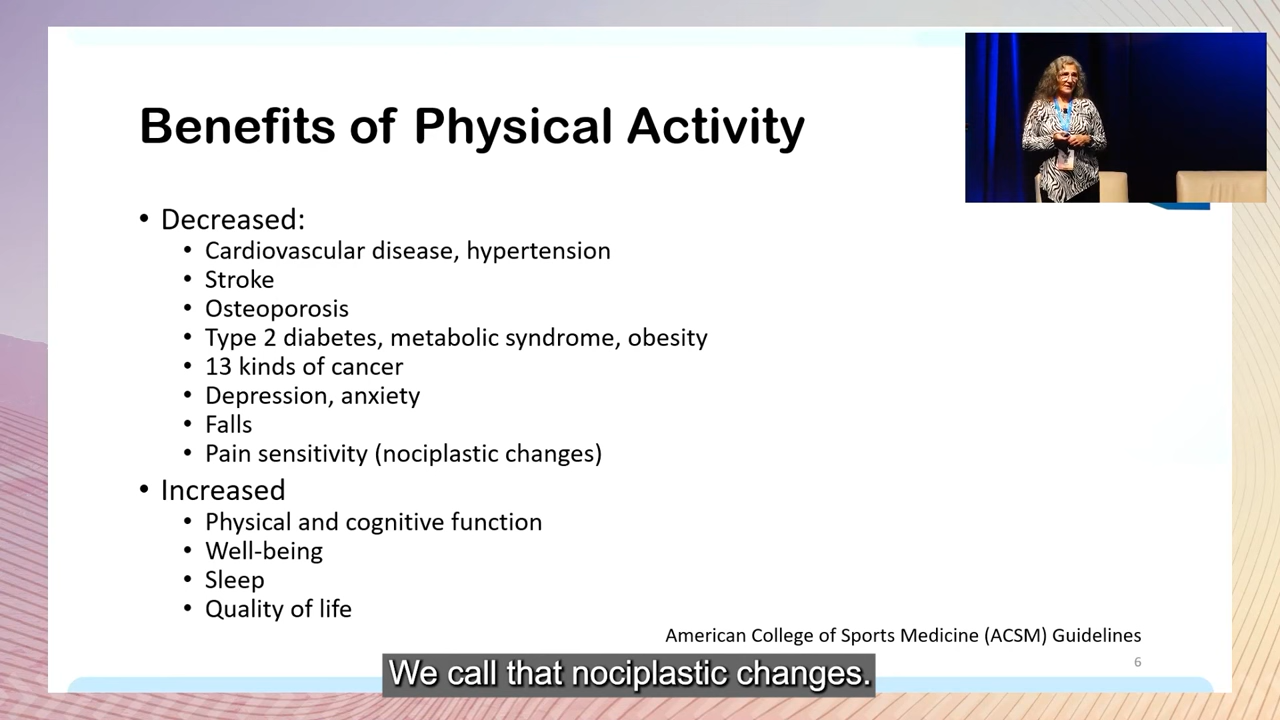 Benefits of Physical Activity
• Decreased:
• Cardiovascular disease, hypertension
• Stroke
• Osteoporosis
• Type 2 diabetes, metabolic syndrome, obesity
• 13 kinds of cancer
• Depression, anxiety
• Falls
• Pain sensitivity (nociplastic changes)
• Increased
• Physical and cognitive function
• Well-being
• Sleep
• Quality of life
American College of Sports Medicine (ACSM) Guidelines
6
We call that nociplastic changes.